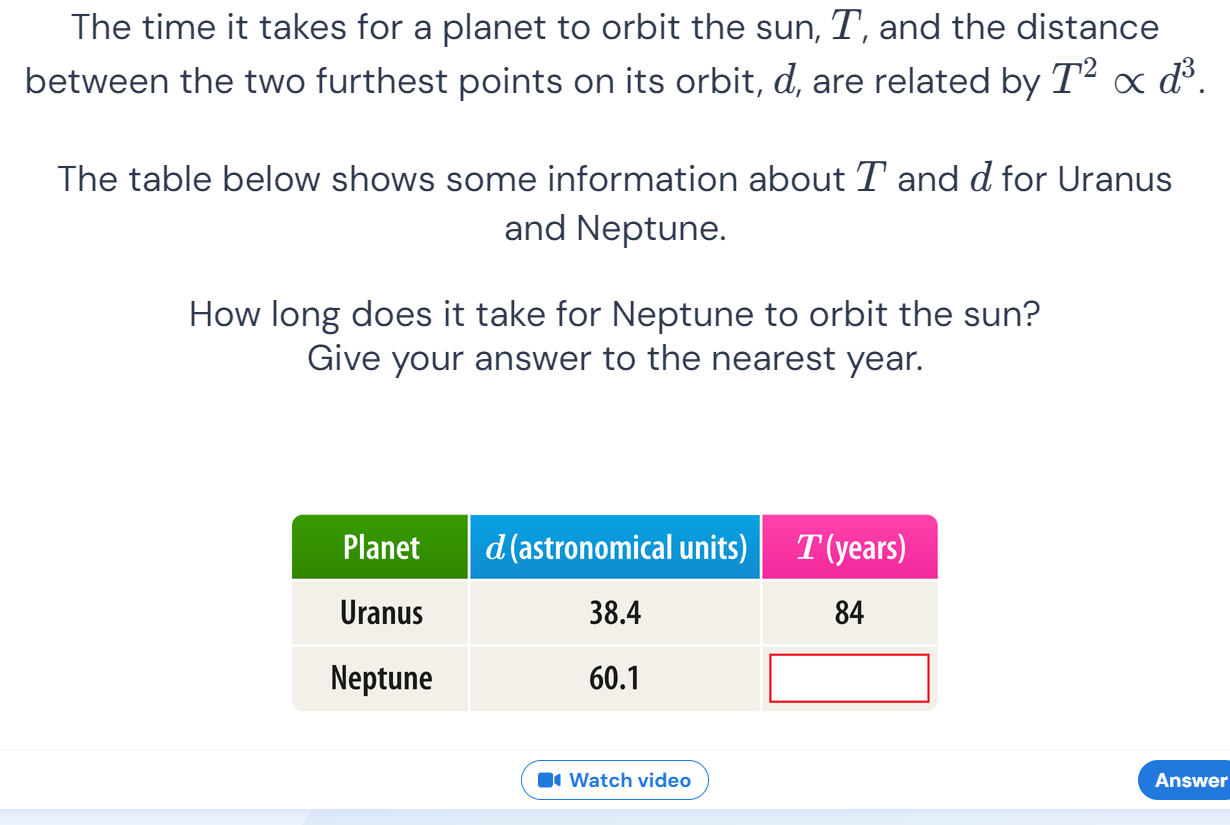 The time it takes for a planet to orbit the sun, T, and the distance
between the two furthest points on its orbit, d, are related by T² ∝ d³.
The table below shows some information about T and d for Uranus
and Neptune.
How long does it take for Neptune to orbit the sun?
Give your answer to the nearest year.
Planet d (astronomical units) T (years)
Uranus 38.4 84
Neptune 60.1
Watch video
Answer